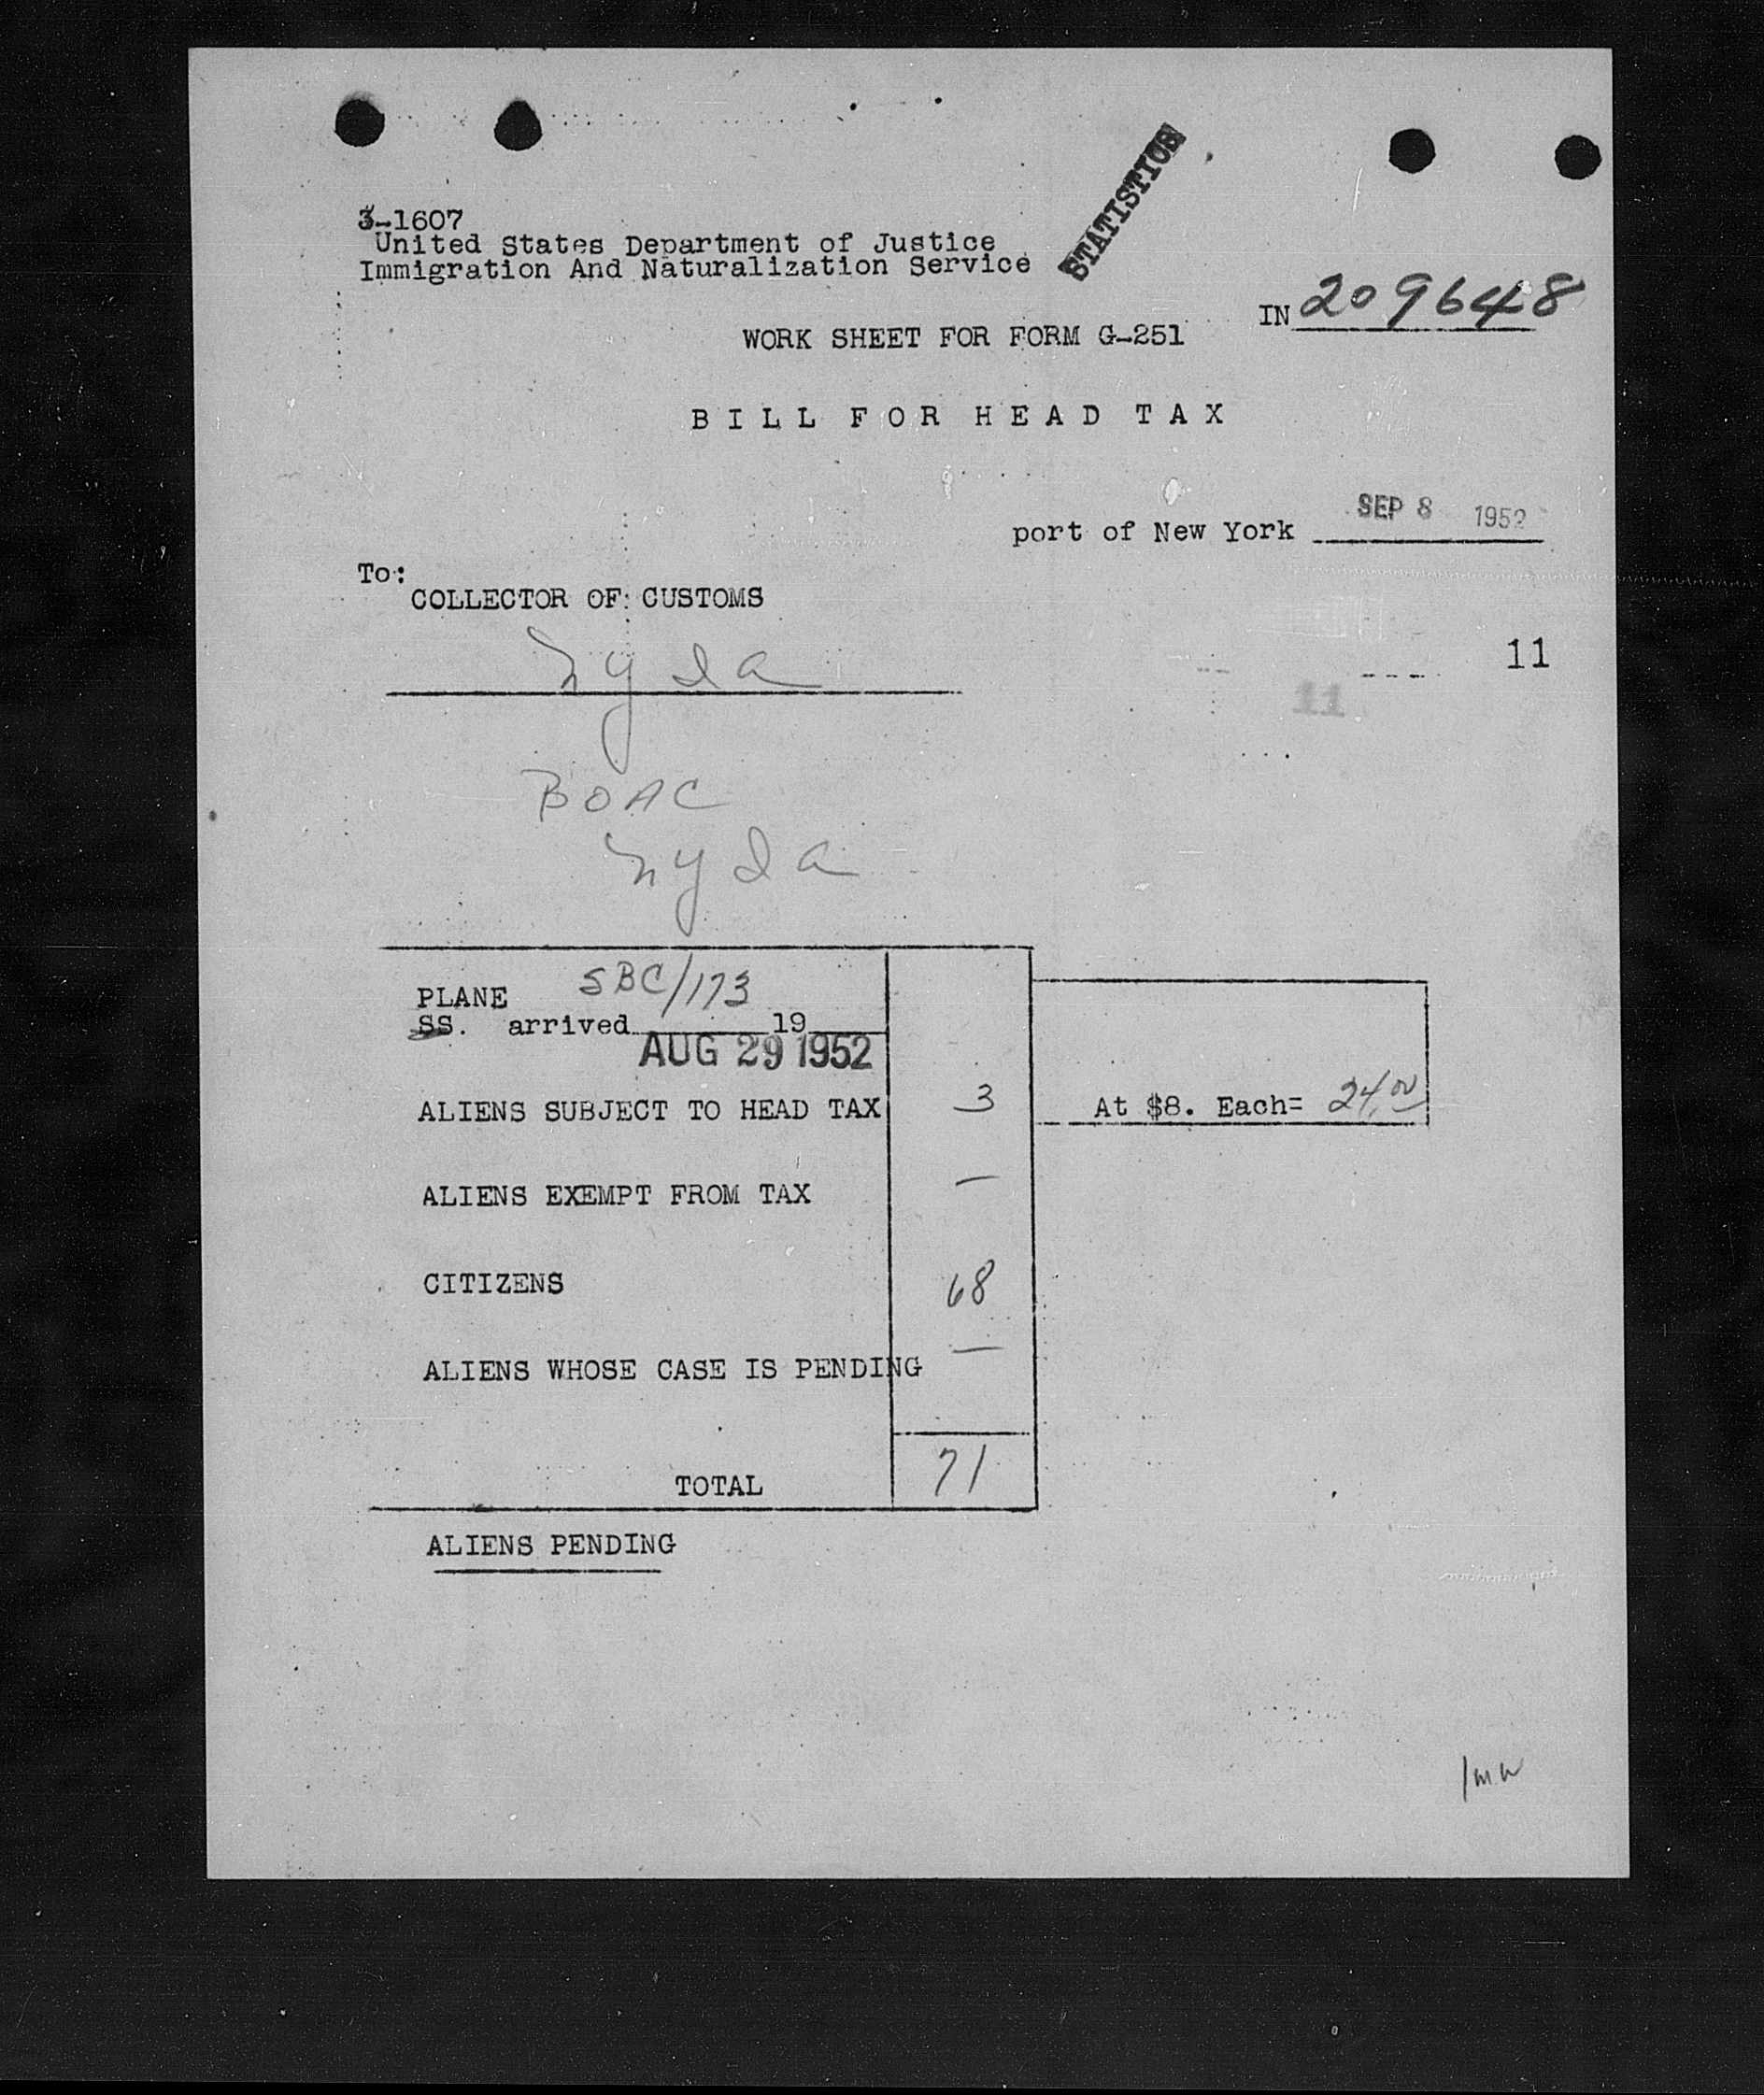 STATISTICS
3-1607
United States Department of Justice
Immigration And Naturalization Service
IN 209648
WORK SHEET FOR FORM G-251
BILL FOR HEAD TAX
SEP 8 1952
port of New York
To:
COLLECTOR OF CUSTOMS
nyIa
11
11
BOAC
nyIa
PLANE SBC/173
SS. arrived 19
AUG 29 1952
ALIENS SUBJECT TO HEAD TAX 3 At $8. Each= 24.00
ALIENS EXEMPT FROM TAX —
CITIZENS 68
ALIENS WHOSE CASE IS PENDING —
TOTAL 71
ALIENS PENDING